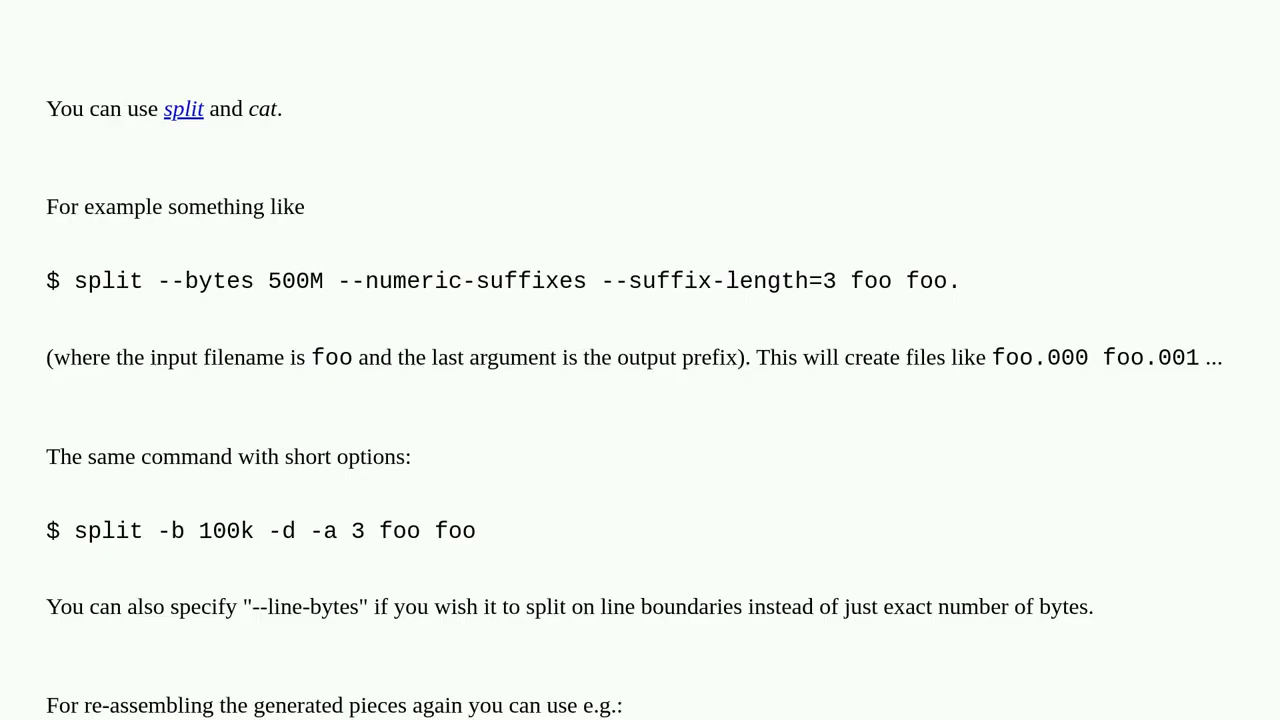 You can use split and cat.
For example something like
$ split --bytes 500M --numeric-suffixes --suffix-length=3 foo foo.
(where the input filename is foo and the last argument is the output prefix). This will create files like foo.000 foo.001 ...
The same command with short options:
$ split -b 100k -d -a 3 foo foo
You can also specify "--line-bytes" if you wish it to split on line boundaries instead of just exact number of bytes.
For re-assembling the generated pieces again you can use e.g.: